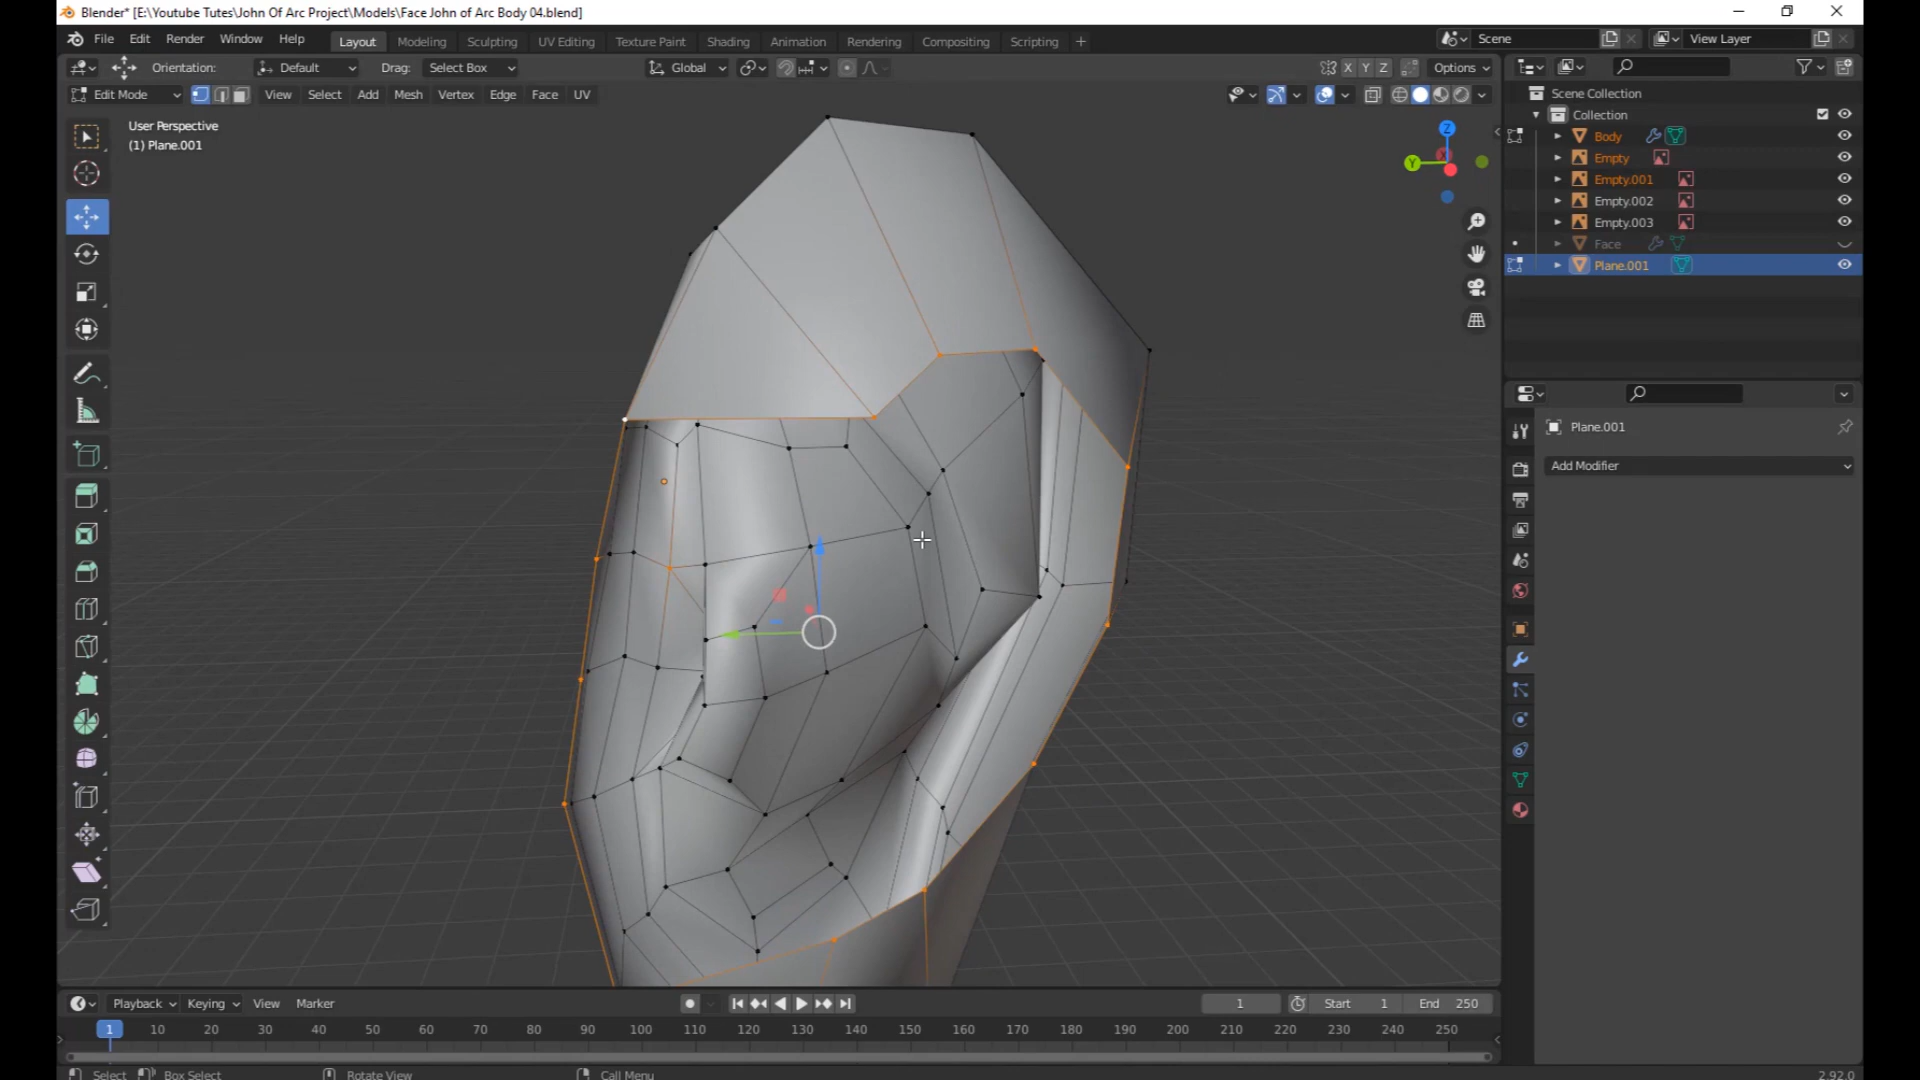 Blender* [E:\Youtube Tutes\John Of Arc Project\Models\Face John of Arc Body 04.blend]
File Edit Render Window Help Layout Modeling Sculpting UV Editing Texture Paint Shading Animation Rendering Compositing Scripting + Scene View Layer
Orientation: Default Drag: Select Box Global X Y Z Options
Edit Mode View Select Add Mesh Vertex Edge Face UV
Scene Collection
Collection
Body
Empty
Empty.001
Empty.002
Empty.003
Face
Plane.001
User Perspective
(1) Plane.001
Z
Y
Plane.001
Add Modifier
Playback Keying View Marker 1 Start 1 End 250
1 10 20 30 40 50 60 70 80 90 100 110 120 130 140 150 160 170 180 190 200 210 220 230 240 250
Select Box Select Rotate View Call Menu 2.92.0